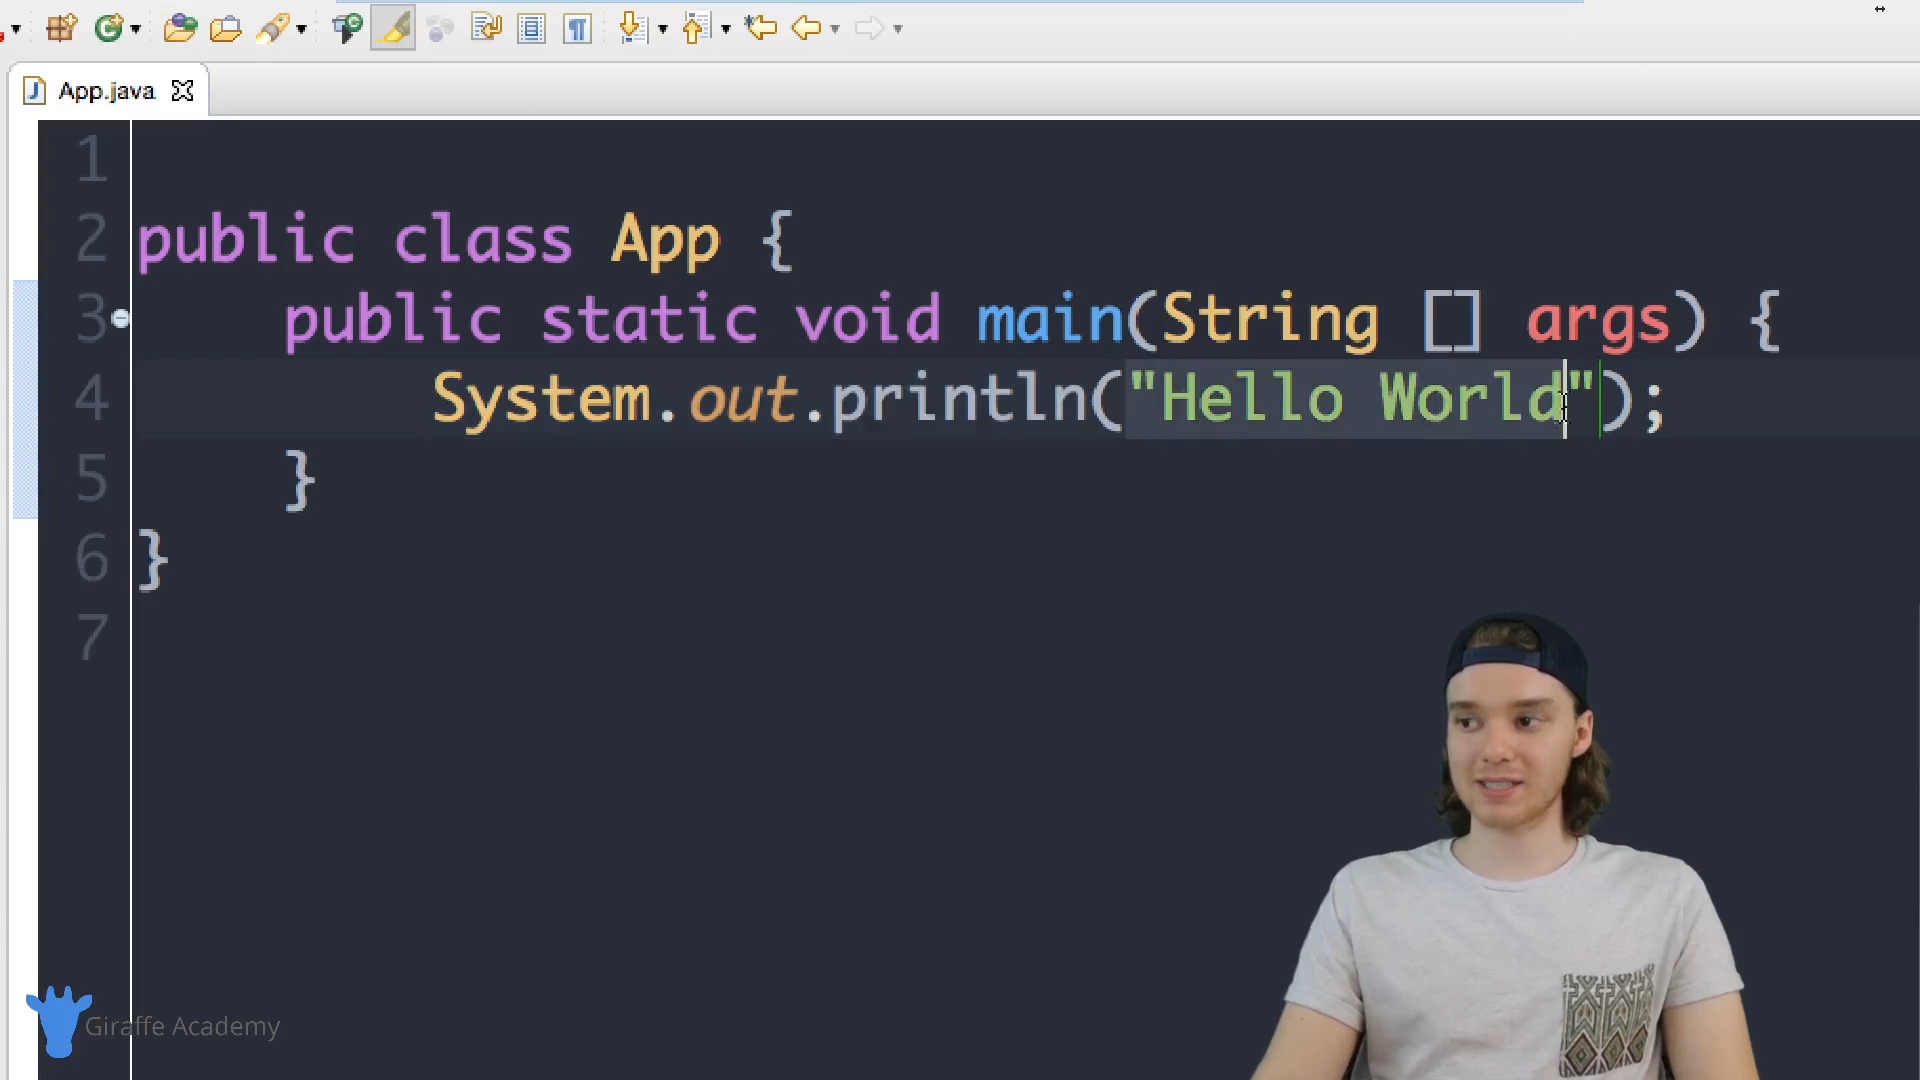 App.java
1
2 public class App {
3 public static void main(String [] args) {
4 System.out.println("Hello World");
5 }
6 }
7
Giraffe Academy